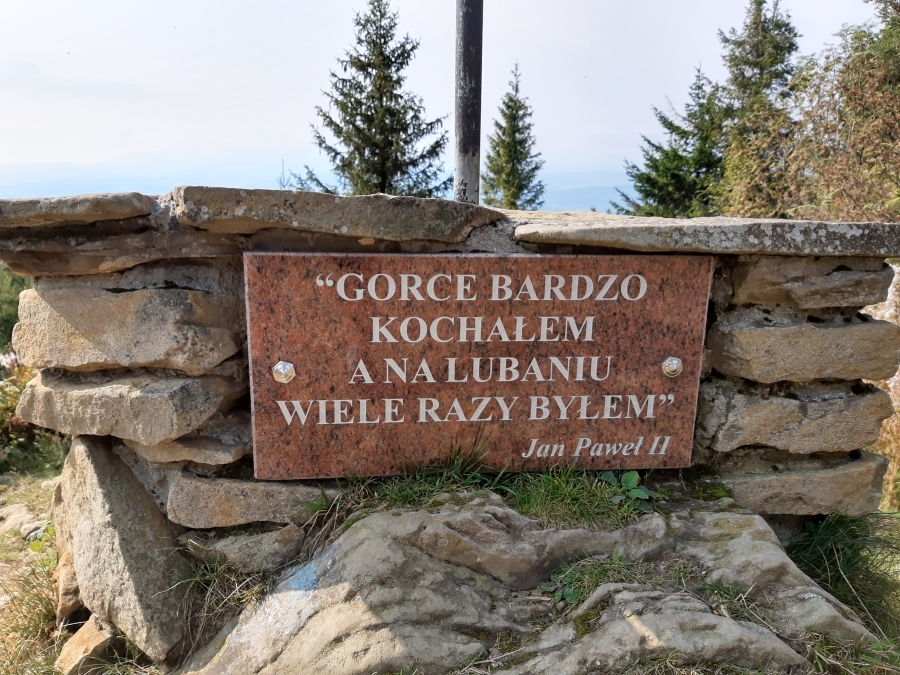 “GORCE BARDZO
KOCHAŁEM
A NA LUBANIU
WIELE RAZY BYŁEM”
Jan Paweł II